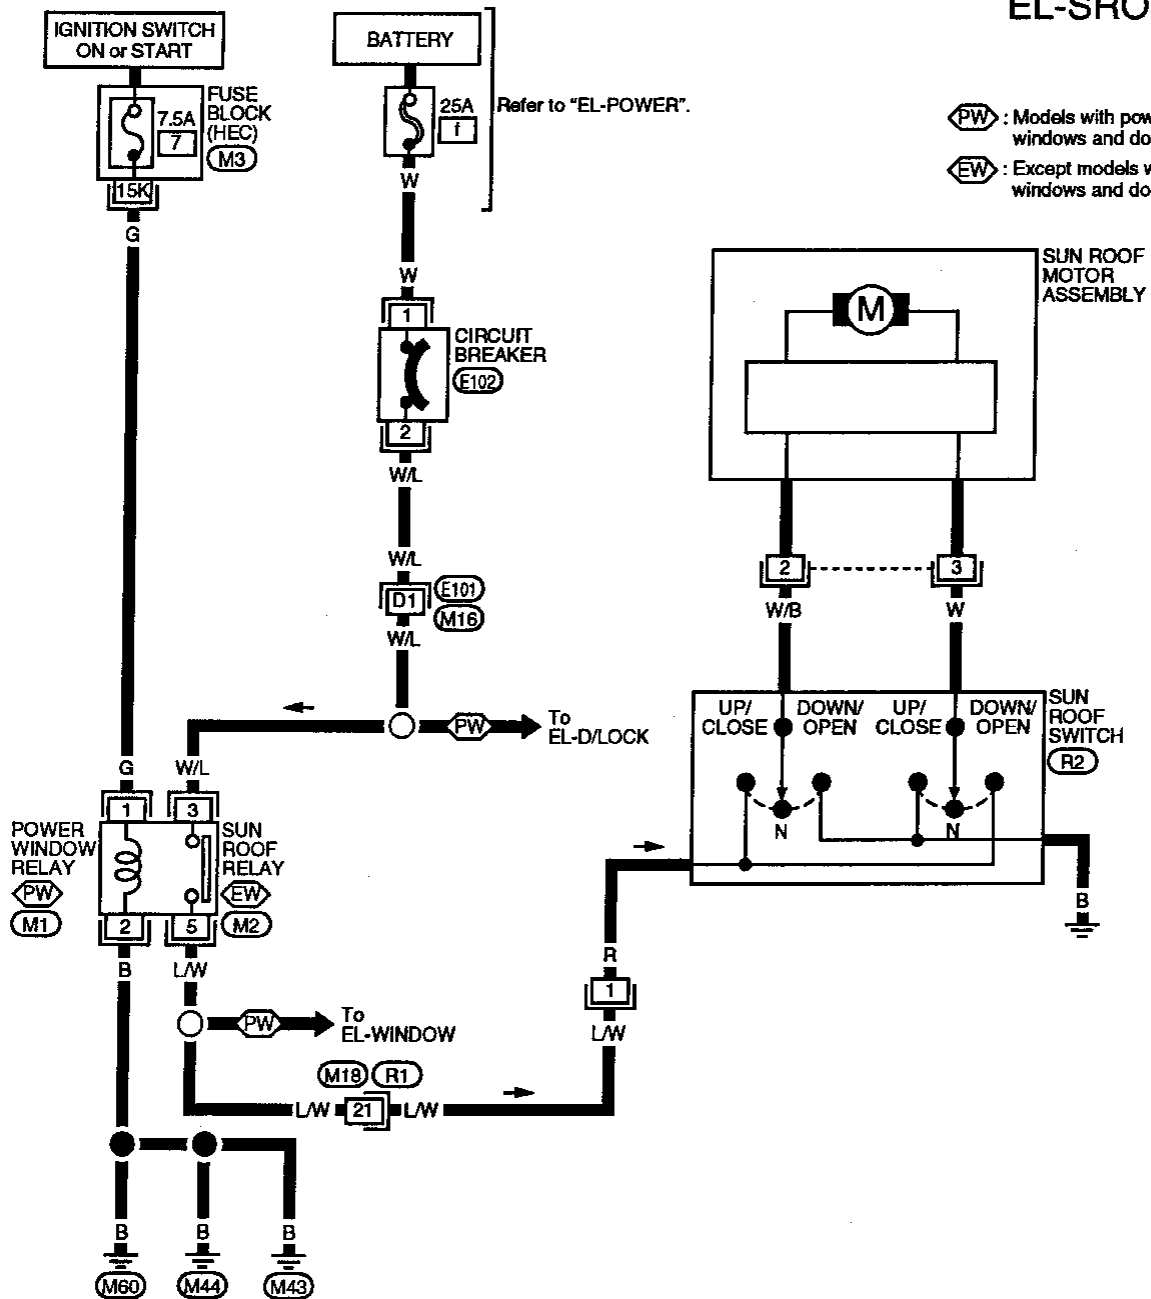 EL-SRO
IGNITION SWITCH
ON or START
BATTERY
7.5A
7
FUSE
BLOCK
(HEC)
M3
25A
f
Refer to "EL-POWER".
PW : Models with pow
windows and do
EW : Except models w
windows and do
15K
G
W
W
1
CIRCUIT
BREAKER
E102
2
W/L
W/L
D1
E101
M16
W/L
SUN ROOF
MOTOR
ASSEMBLY
M
2
3
W/B
W
PW
To
EL-D/LOCK
UP/
CLOSE
DOWN/
OPEN
UP/
CLOSE
DOWN/
OPEN
SUN
ROOF
SWITCH
R2
N
N
B
G
W/L
1
3
POWER
WINDOW
RELAY
PW
M1
SUN
ROOF
RELAY
EW
M2
2
5
B
L/W
PW
To
EL-WINDOW
R
1
L/W
M18
R1
L/W
21
L/W
B
B
B
M60
M44
M43